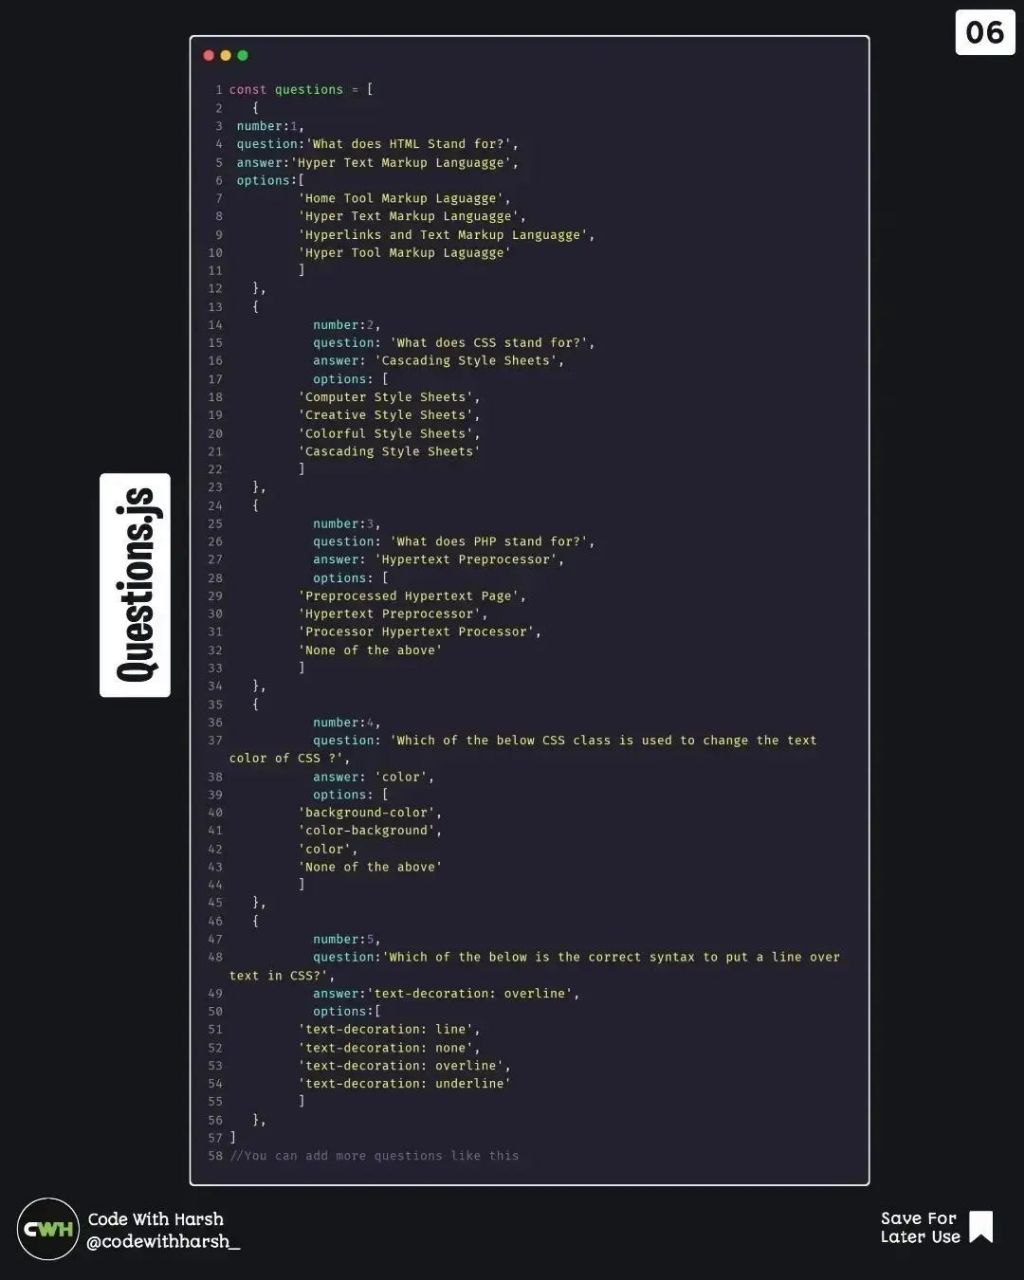 06
1 const questions = [
2 {
3 number:1,
4 question:'What does HTML Stand for?',
5 answer:'Hyper Text Markup Languagge',
6 options:[
7 'Home Tool Markup Laguagge',
8 'Hyper Text Markup Languagge',
9 'Hyperlinks and Text Markup Languagge',
10 'Hyper Tool Markup Laguagge'
11 ]
12 },
13 {
14 number:2,
15 question: 'What does CSS stand for?',
16 answer: 'Cascading Style Sheets',
17 options: [
18 'Computer Style Sheets',
19 'Creative Style Sheets',
20 'Colorful Style Sheets',
21 'Cascading Style Sheets'
22 ]
23 },
24 {
25 number:3,
26 question: 'What does PHP stand for?',
27 answer: 'Hypertext Preprocessor',
28 options: [
29 'Preprocessed Hypertext Page',
30 'Hypertext Preprocessor',
31 'Processor Hypertext Processor',
32 'None of the above'
33 ]
34 },
35 {
36 number:4,
37 question: 'Which of the below CSS class is used to change the text
color of CSS ?',
38 answer: 'color',
39 options: [
40 'background-color',
41 'color-background',
42 'color',
43 'None of the above'
44 ]
45 },
46 {
47 number:5,
48 question:'Which of the below is the correct syntax to put a line over
text in CSS?',
49 answer:'text-decoration: overline',
50 options:[
51 'text-decoration: line',
52 'text-decoration: none',
53 'text-decoration: overline',
54 'text-decoration: underline'
55 ]
56 },
57 ]
58 //You can add more questions like this
Questions.js
CWH
Code With Harsh
@codewithharsh_
Save For
Later Use